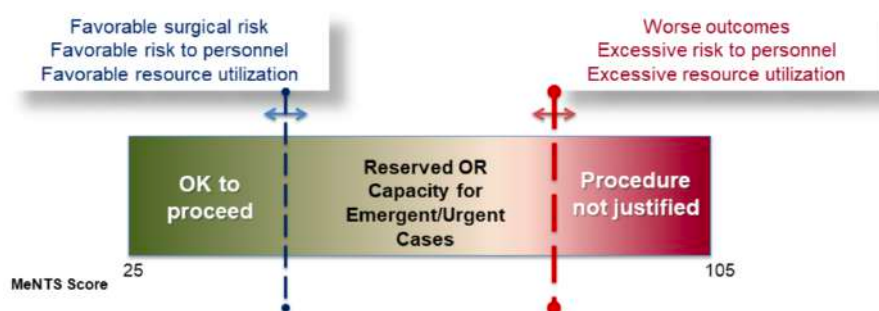 Favorable surgical risk
Favorable risk to personnel
Favorable resource utilization
Worse outcomes
Excessive risk to personnel
Excessive resource utilization
OK to
proceed
Reserved OR
Capacity for
Emergent/Urgent
Cases
Procedure
not justified
25
105
MeNTS Score